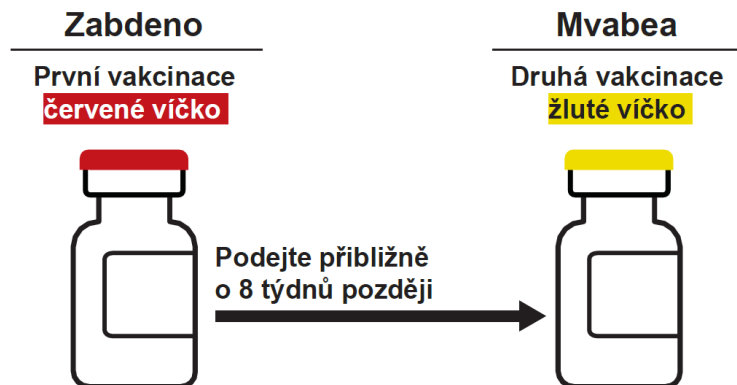 Zabdeno
První vakcinace
červené víčko
Mvabea
Druhá vakcinace
žluté víčko
Podejte přibližně
o 8 týdnů později